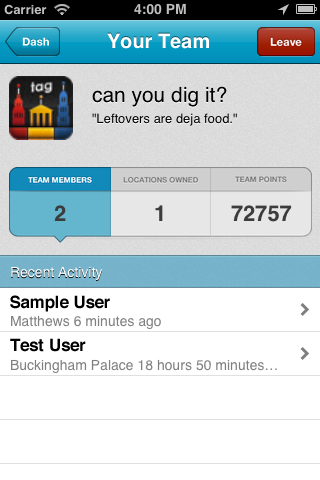 Carrier 4:00 PM
Dash Your Team Leave
tag
can you dig it?
"Leftovers are deja food."
TEAM MEMBERS LOCATIONS OWNED TEAM POINTS
2 1 72757
Recent Activity
Sample User
Matthews 6 minutes ago
Test User
Buckingham Palace 18 hours 50 minutes…